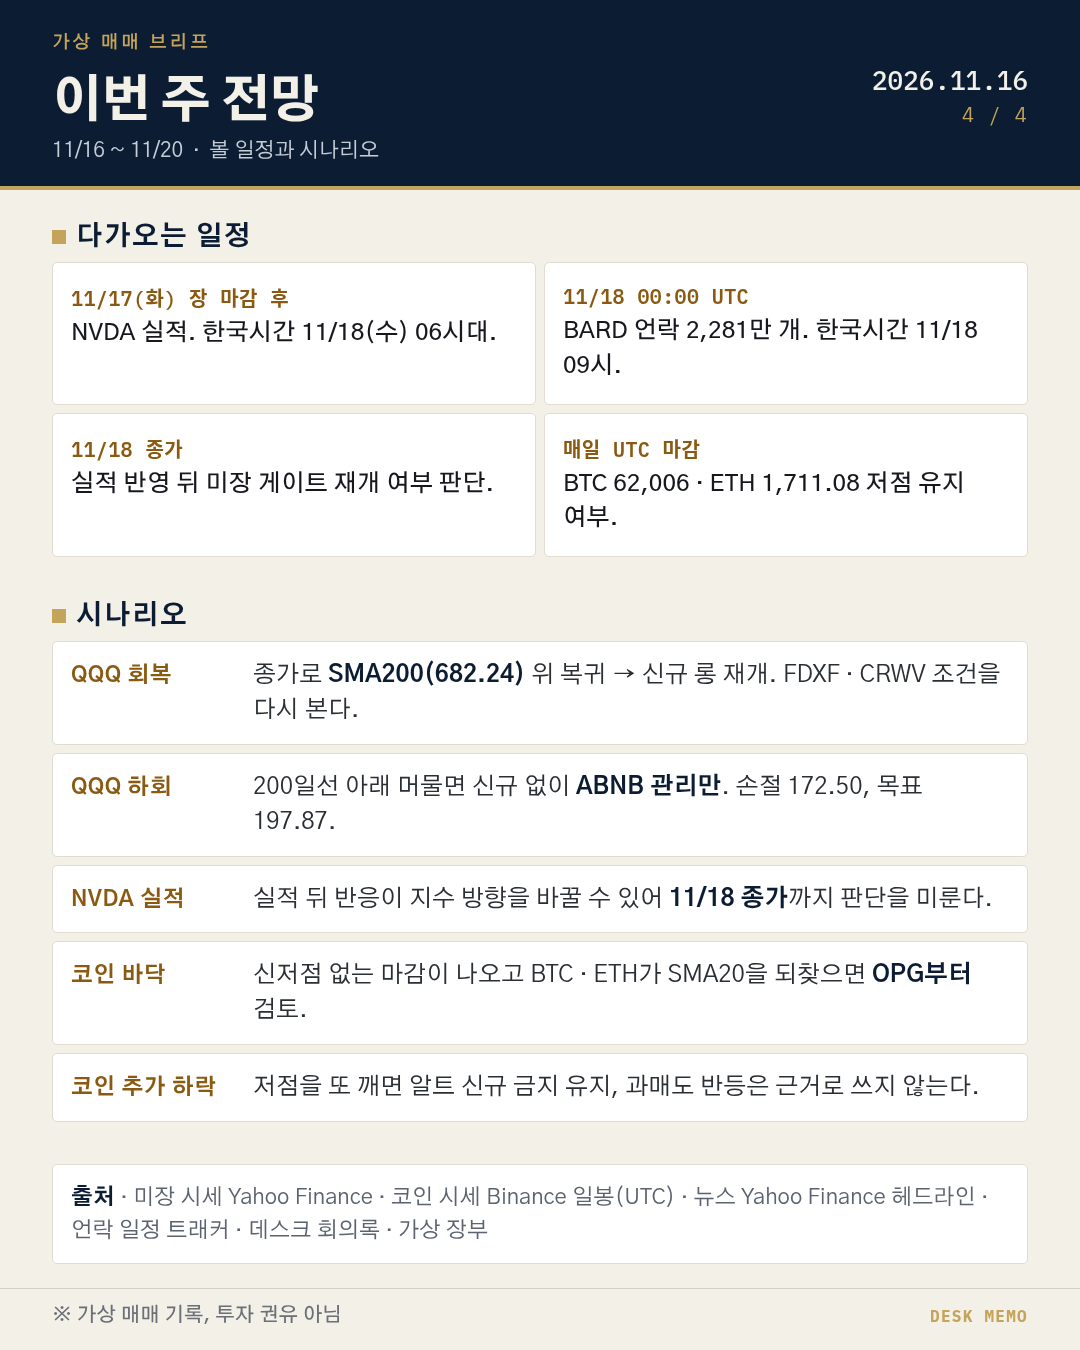 가상 매매 브리프
이번 주 전망
11/16 ~ 11/20 · 볼 일정과 시나리오
2026.11.16
4 / 4
다가오는 일정
11/17(화) 장 마감 후
NVDA 실적. 한국시간 11/18(수) 06시대.
11/18 00:00 UTC
BARD 언락 2,281만 개. 한국시간 11/18
09시.
11/18 종가
실적 반영 뒤 미장 게이트 재개 여부 판단.
매일 UTC 마감
BTC 62,006 · ETH 1,711.08 저점 유지
여부.
시나리오
QQQ 회복
종가로 SMA200(682.24) 위 복귀 → 신규 롱 재개. FDXF · CRWV 조건을
다시 본다.
QQQ 하회
200일선 아래 머물면 신규 없이 ABNB 관리만. 손절 172.50, 목표
197.87.
NVDA 실적
실적 뒤 반응이 지수 방향을 바꿀 수 있어 11/18 종가까지 판단을 미룬다.
코인 바닥
신저점 없는 마감이 나오고 BTC · ETH가 SMA20을 되찾으면 OPG부터
검토.
코인 추가 하락
저점을 또 깨면 알트 신규 금지 유지, 과매도 반등은 근거로 쓰지 않는다.
출처 · 미장 시세 Yahoo Finance · 코인 시세 Binance 일봉(UTC) · 뉴스 Yahoo Finance 헤드라인 ·
언락 일정 트래커 · 데스크 회의록 · 가상 장부
※ 가상 매매 기록, 투자 권유 아님
DESK MEMO